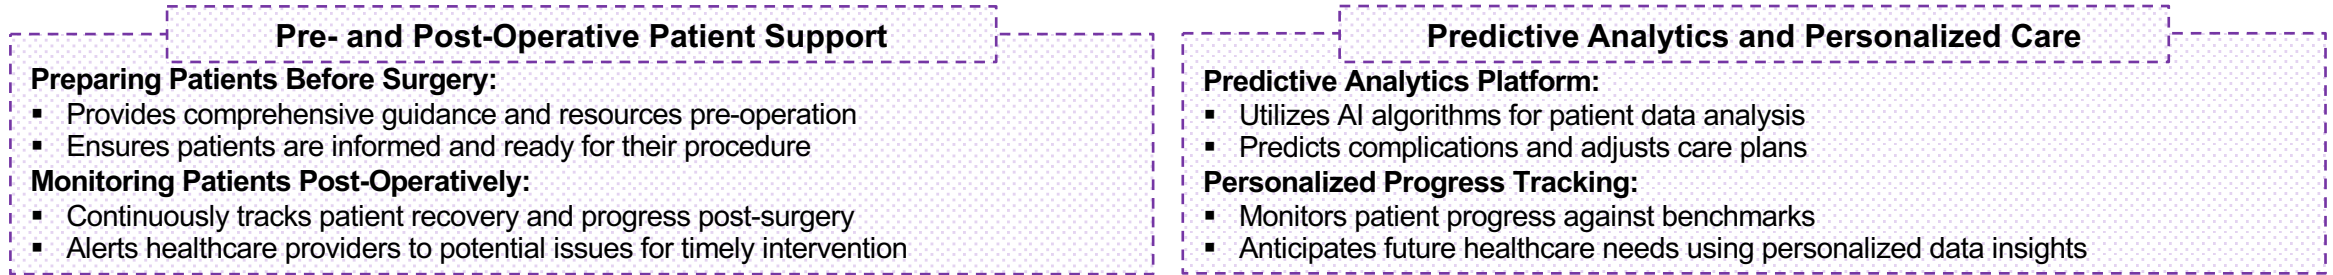 Pre- and Post-Operative Patient Support
Preparing Patients Before Surgery:
▪ Provides comprehensive guidance and resources pre-operation
▪ Ensures patients are informed and ready for their procedure
Monitoring Patients Post-Operatively:
▪ Continuously tracks patient recovery and progress post-surgery
▪ Alerts healthcare providers to potential issues for timely intervention
Predictive Analytics and Personalized Care
Predictive Analytics Platform:
▪ Utilizes AI algorithms for patient data analysis
▪ Predicts complications and adjusts care plans
Personalized Progress Tracking:
▪ Monitors patient progress against benchmarks
▪ Anticipates future healthcare needs using personalized data insights